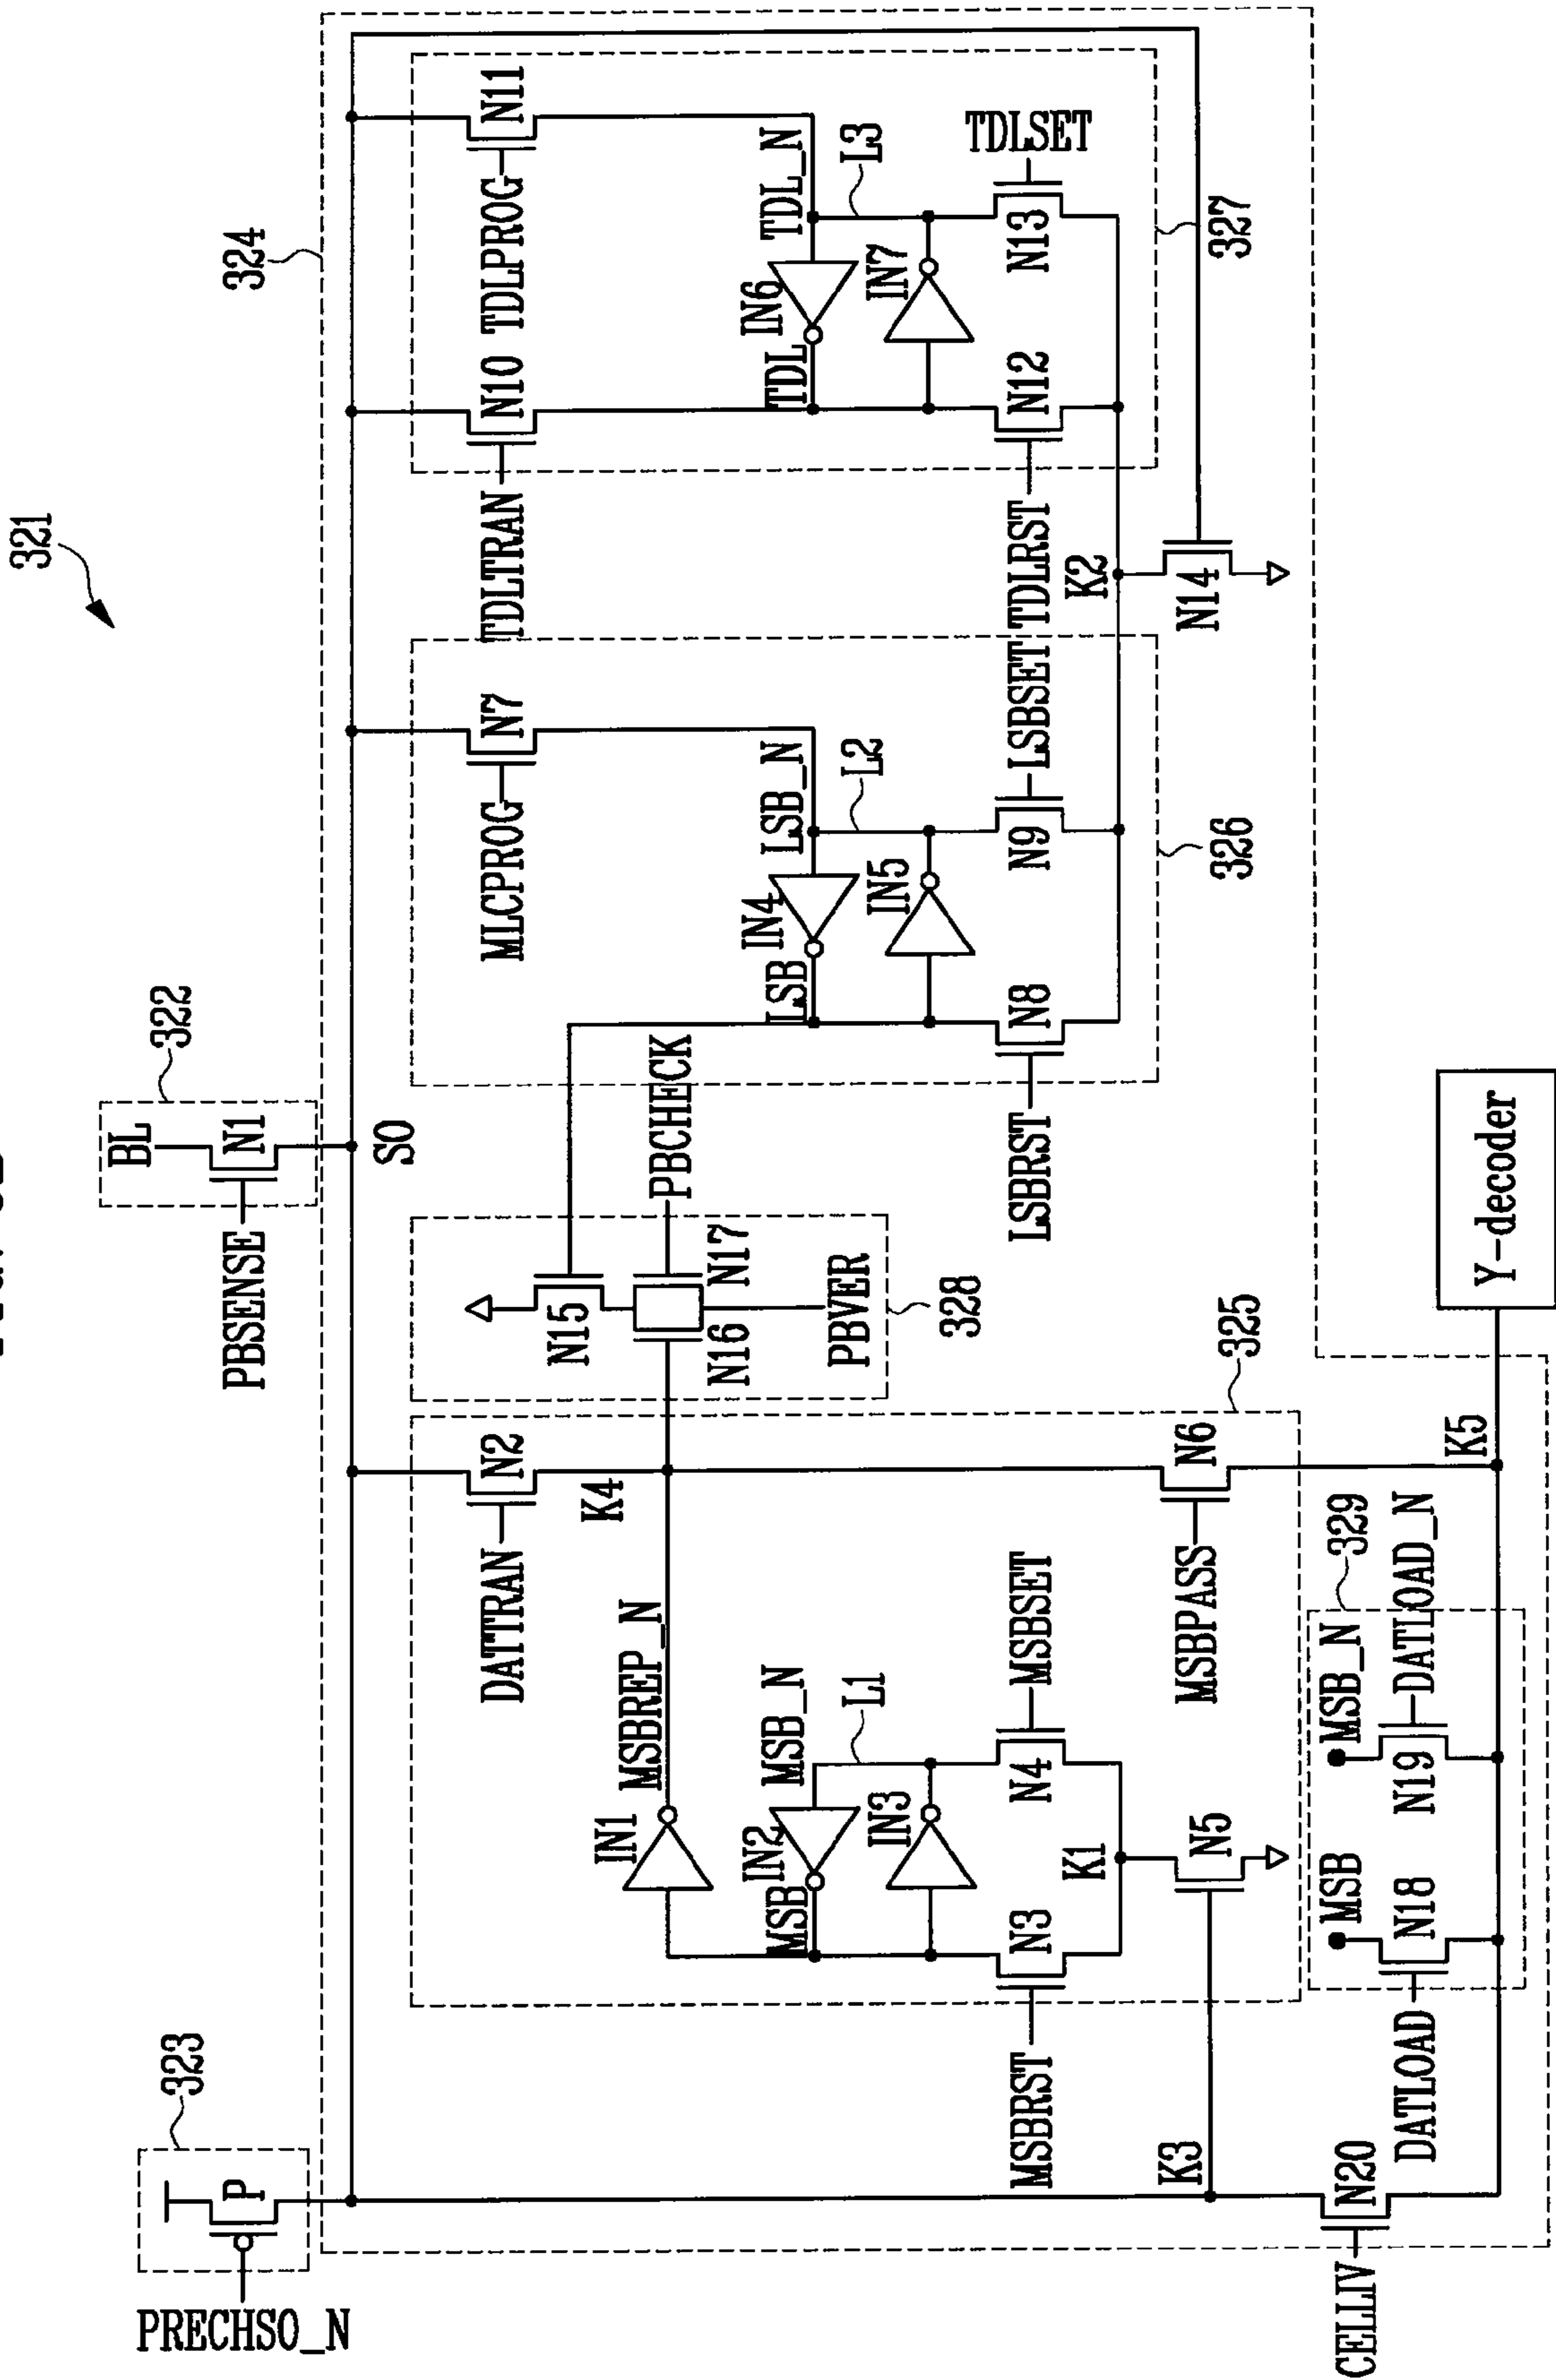 321
324
322
323
BL
N1
PBSENSE
P
PRECHSO_N
SO
DATTRAN
N2
K4
MSBREP_N
IN1
MSB
MSB_N
IN2
IN3
L1
MSBRST
N3
N4
MSBSET
K1
N5
K3
MSBPASS
N6
325
N15
N16
N17
PBCHECK
PBVER
328
MLCPROG
N7
LSB
LSB_N
IN4
IN5
L2
LSBRST
N8
N9
LSBSET
326
TDLTRAN
N10
TDLPROG
N11
TDL
TDL_N
IN6
IN7
L3
TDLRST
N12
N13
TDLSET
327
K2
N14
MSB
MSB_N
329
DATLOAD
N18
N19
DATLOAD_N
K5
CELLIV
N20
Y-decoder